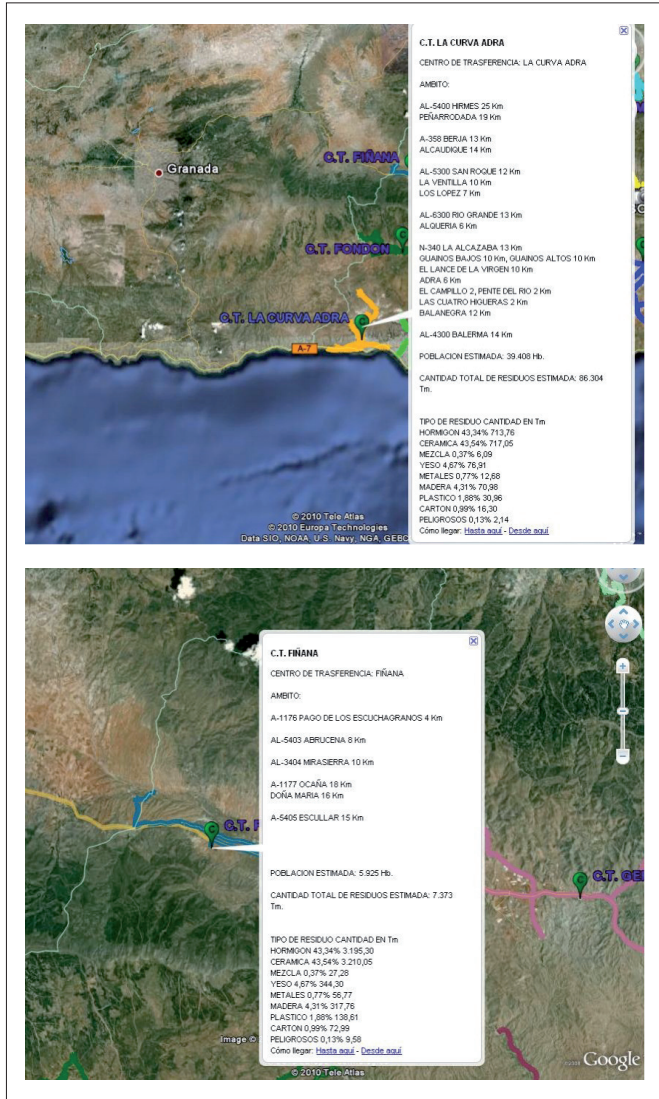 C.T. LA CURVA ADRA
CENTRO DE TRASFERENCIA: LA CURVA ADRA
AMBITO:
AL-5400 HIRMES 25 Km
PEÑARRODADA 19 Km
A-358 BERJA 13 Km
ALCAUDIQUE 14 Km
AL-5300 SAN ROQUE 12 Km
LA VENTILLA 10 Km
LOS LOPEZ 7 Km
AL-6300 RIO GRANDE 13 Km
ALQUERIA 6 Km
N-340 LA ALCAZABA 13 Km
GUAINOS BAJOS 10 Km, GUAINOS ALTOS 10 Km
EL LANCE DE LA VIRGEN 10 Km
ADRA 6 Km
EL CAMPILLO 2, PENTE DEL RIO 2 Km
LAS CUATRO HIGUERAS 2 Km
BALANEGRA 12 Km
AL-4300 BALERMA 14 Km
POBLACION ESTIMADA: 39.408 Hb.
CANTIDAD TOTAL DE RESIDUOS ESTIMADA: 86.304
Tm.
TIPO DE RESIDUO CANTIDAD EN Tm
HORMIGON 43,34% 713,76
CERAMICA 43,54% 717,05
MEZCLA 0,37% 6,09
YESO 4,67% 76,91
METALES 0,77% 12,68
MADERA 4,31% 70,98
PLASTICO 1,88% 30,96
CARTON 0,99% 16,30
PELIGROSOS 0,13% 2,14
Cómo llegar: Hasta aquí - Desde aquí
Granada
C.T. FIÑANA
C.T. FONDON
C.T. LA CURVA ADRA
A-7
© 2010 Tele Atlas
© 2010 Europa Technologies
Data SIO, NOAA, U.S. Navy, NGA, GEBC
C.T. FIÑANA
CENTRO DE TRASFERENCIA: FIÑANA
AMBITO:
A-1176 PAGO DE LOS ESCUCHAGRANOS 4 Km
AL-5403 ABRUCENA 8 Km
AL-3404 MIRASIERRA 10 Km
A-1177 OCAÑA 18 Km
DOÑA MARIA 16 Km
A-5405 ESCULLAR 15 Km
POBLACION ESTIMADA: 5.925 Hb.
CANTIDAD TOTAL DE RESIDUOS ESTIMADA: 7.373
Tm.
TIPO DE RESIDUO CANTIDAD EN Tm
HORMIGON 43,34% 3.195,30
CERAMICA 43,54% 3.210,05
MEZCLA 0,37% 27,28
YESO 4,67% 344,30
METALES 0,77% 56,77
MADERA 4,31% 317,76
PLASTICO 1,88% 138,61
CARTON 0,99% 72,99
PELIGROSOS 0,13% 9,58
Cómo llegar: Hasta aquí - Desde aquí
C.T. F
C.T. GE
Image ©
© 2010 Tele Atlas
Google